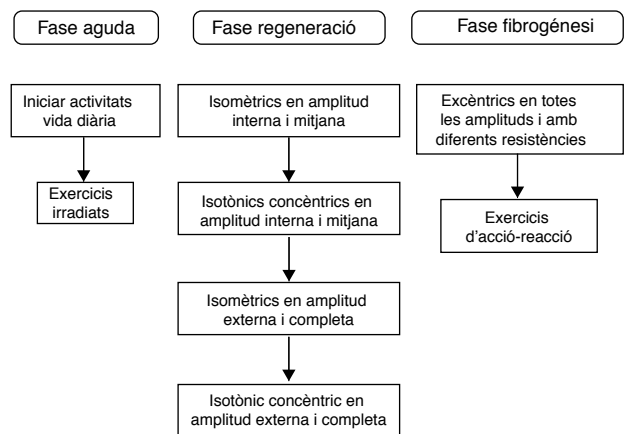 Fase aguda
Fase regeneració
Fase fibrogénesi
Iniciar activitats
vida diària
Exercicis
irradiats
Isomètrics en amplitud
interna i mitjana
Isotònics concèntrics en
amplitud interna i mitjana
Isomètrics en amplitud
externa i completa
Isotònic concèntric en
amplitud externa i completa
Excèntrics en totes
les amplituds i amb
diferents resistències
Exercicis
d’acció-reacció